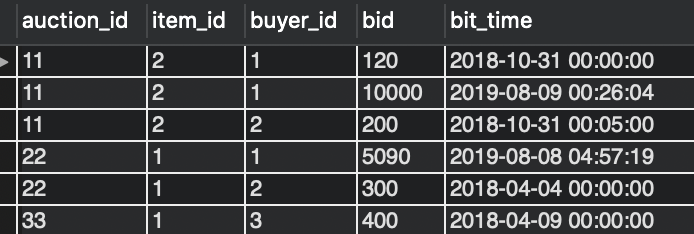 auction_id item_id buyer_id bid bit_time
11 2 1 120 2018-10-31 00:00:00
11 2 1 10000 2019-08-09 00:26:04
11 2 2 200 2018-10-31 00:05:00
22 1 1 5090 2019-08-08 04:57:19
22 1 2 300 2018-04-04 00:00:00
33 1 3 400 2018-04-09 00:00:00